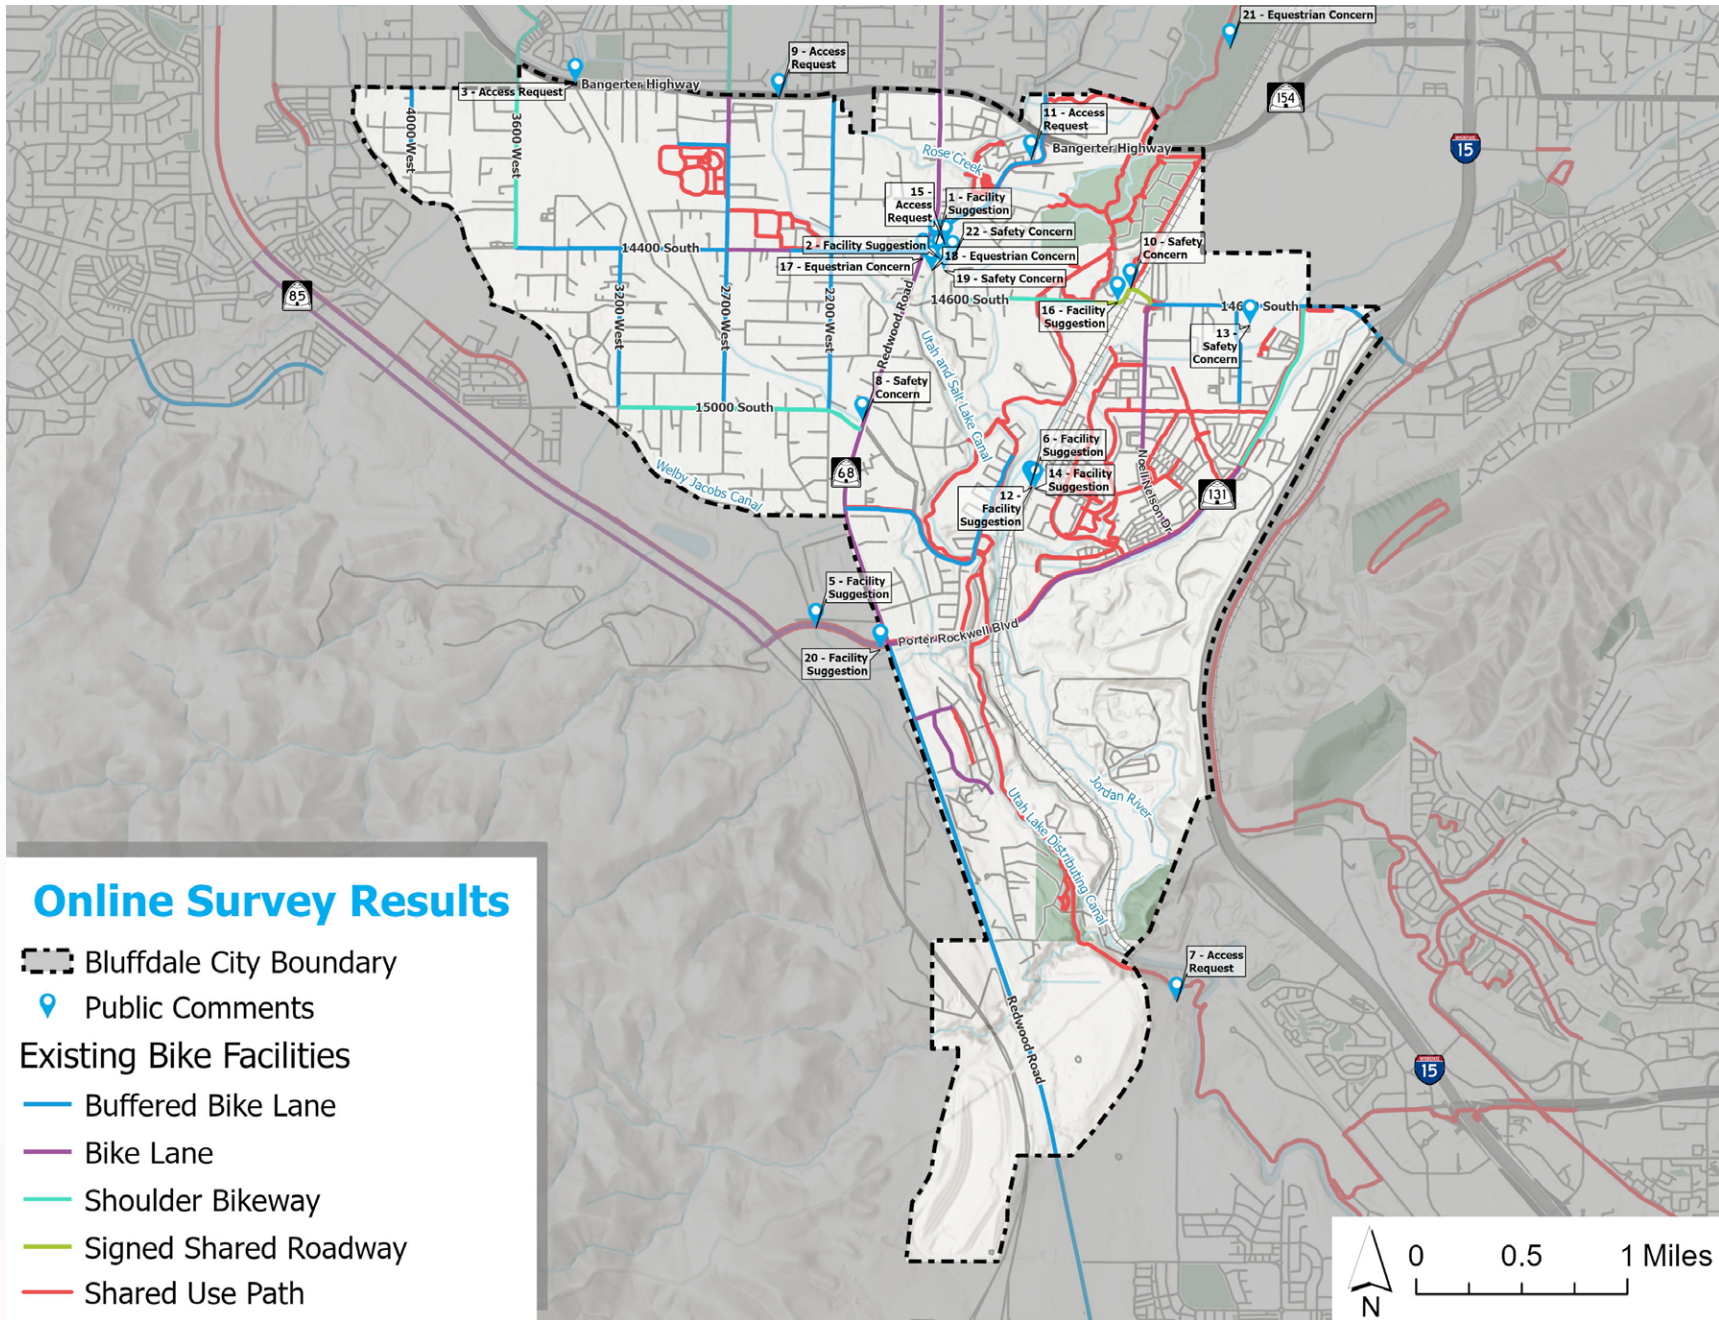 21 - Equestrian Concern
9 - Access
Request
3 - Access Request
Bangerter Highway
154
15
11 - Access
Request
Bangerter Highway
4000 West
3600 West
Rose Creek
15 -
Access
Request
1 - Facility
Suggestion
22 - Safety Concern
2 - Facility Suggestion
18 - Equestrian Concern
17 - Equestrian Concern
19 - Safety Concern
10 - Safety
Concern
14400 South
85
3200 West
2700 West
2200 West
Redwood Road
14600 South
16 - Facility
Suggestion
14600 South
13 -
Safety
Concern
Utah and Salt Lake Canal
8 - Safety
Concern
15000 South
6 - Facility
Suggestion
14 - Facility
Suggestion
12 -
Facility
Suggestion
68
Welby Jacobs Canal
Noell Nelson Dr
131
5 - Facility
Suggestion
20 - Facility
Suggestion
Porter Rockwell Blvd
Jordan River
Utah Lake Distributing Canal
7 - Access
Request
Redwood Road
15
Online Survey Results
Bluffdale City Boundary
Public Comments
Existing Bike Facilities
Buffered Bike Lane
Bike Lane
Shoulder Bikeway
Signed Shared Roadway
Shared Use Path
N
0 0.5 1 Miles